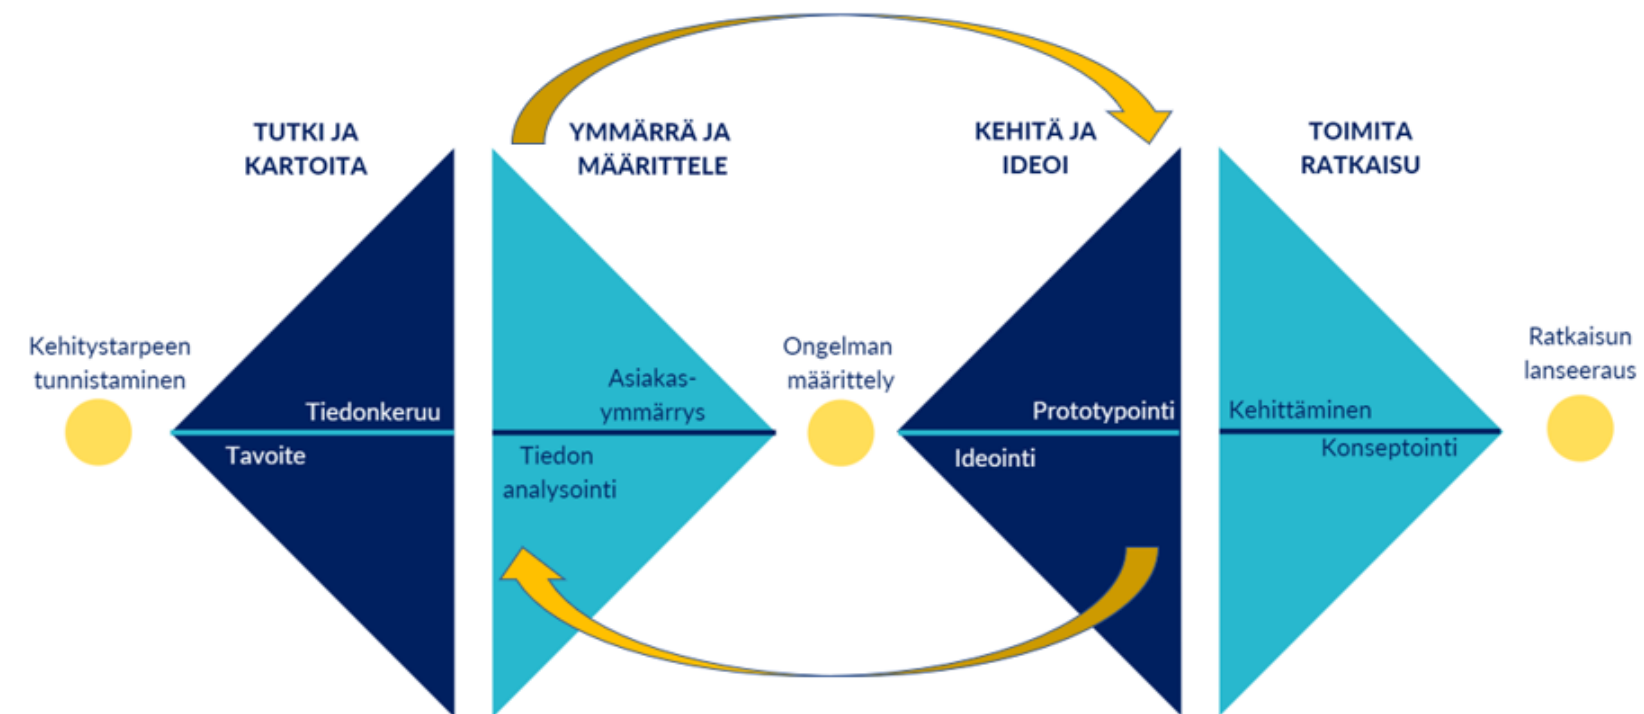 TUTKI JA
KARTOITA
YMMÄRRÄ JA
MÄÄRITTELE
KEHITÄ JA
IDEOI
TOIMITA
RATKAISU
Kehitystarpeen
tunnistaminen
Tiedonkeruu
Tavoite
Asiakas-
ymmärrys
Tiedon
analysointi
Ongelman
määrittely
Prototypointi
Ideointi
Kehittäminen
Konseptointi
Ratkaisun
lanseeraus